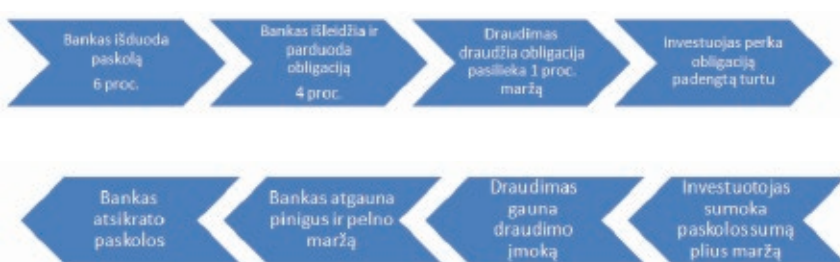 Bankas išduoda
paskolą
6 proc.
Bankas išleidžia ir
parduoda
obligaciją
4 proc.
Draudimas
draudžia obligacija
pasilieka 1 proc.
maržą
Investuojas perka
obligaciją
padengtą turtu
Bankas
atsikrato
paskolos
Bankas atgauna
pinigus ir pelno
maržą
Draudimas
gauna
draudimo
įmoką
Investuotojas
sumoka
paskolos sumą
plius maržą